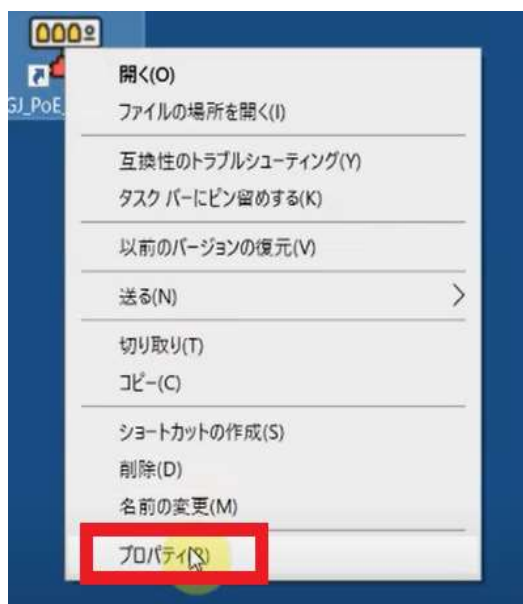 GJ_PoE_
開く(O)
ファイルの場所を開く(I)
互換性のトラブルシューティング(Y)
タスク バーにピン留めする(K)
以前のバージョンの復元(V)
送る(N)
切り取り(T)
コピー(C)
ショートカットの作成(S)
削除(D)
名前の変更(M)
プロパティ(R)